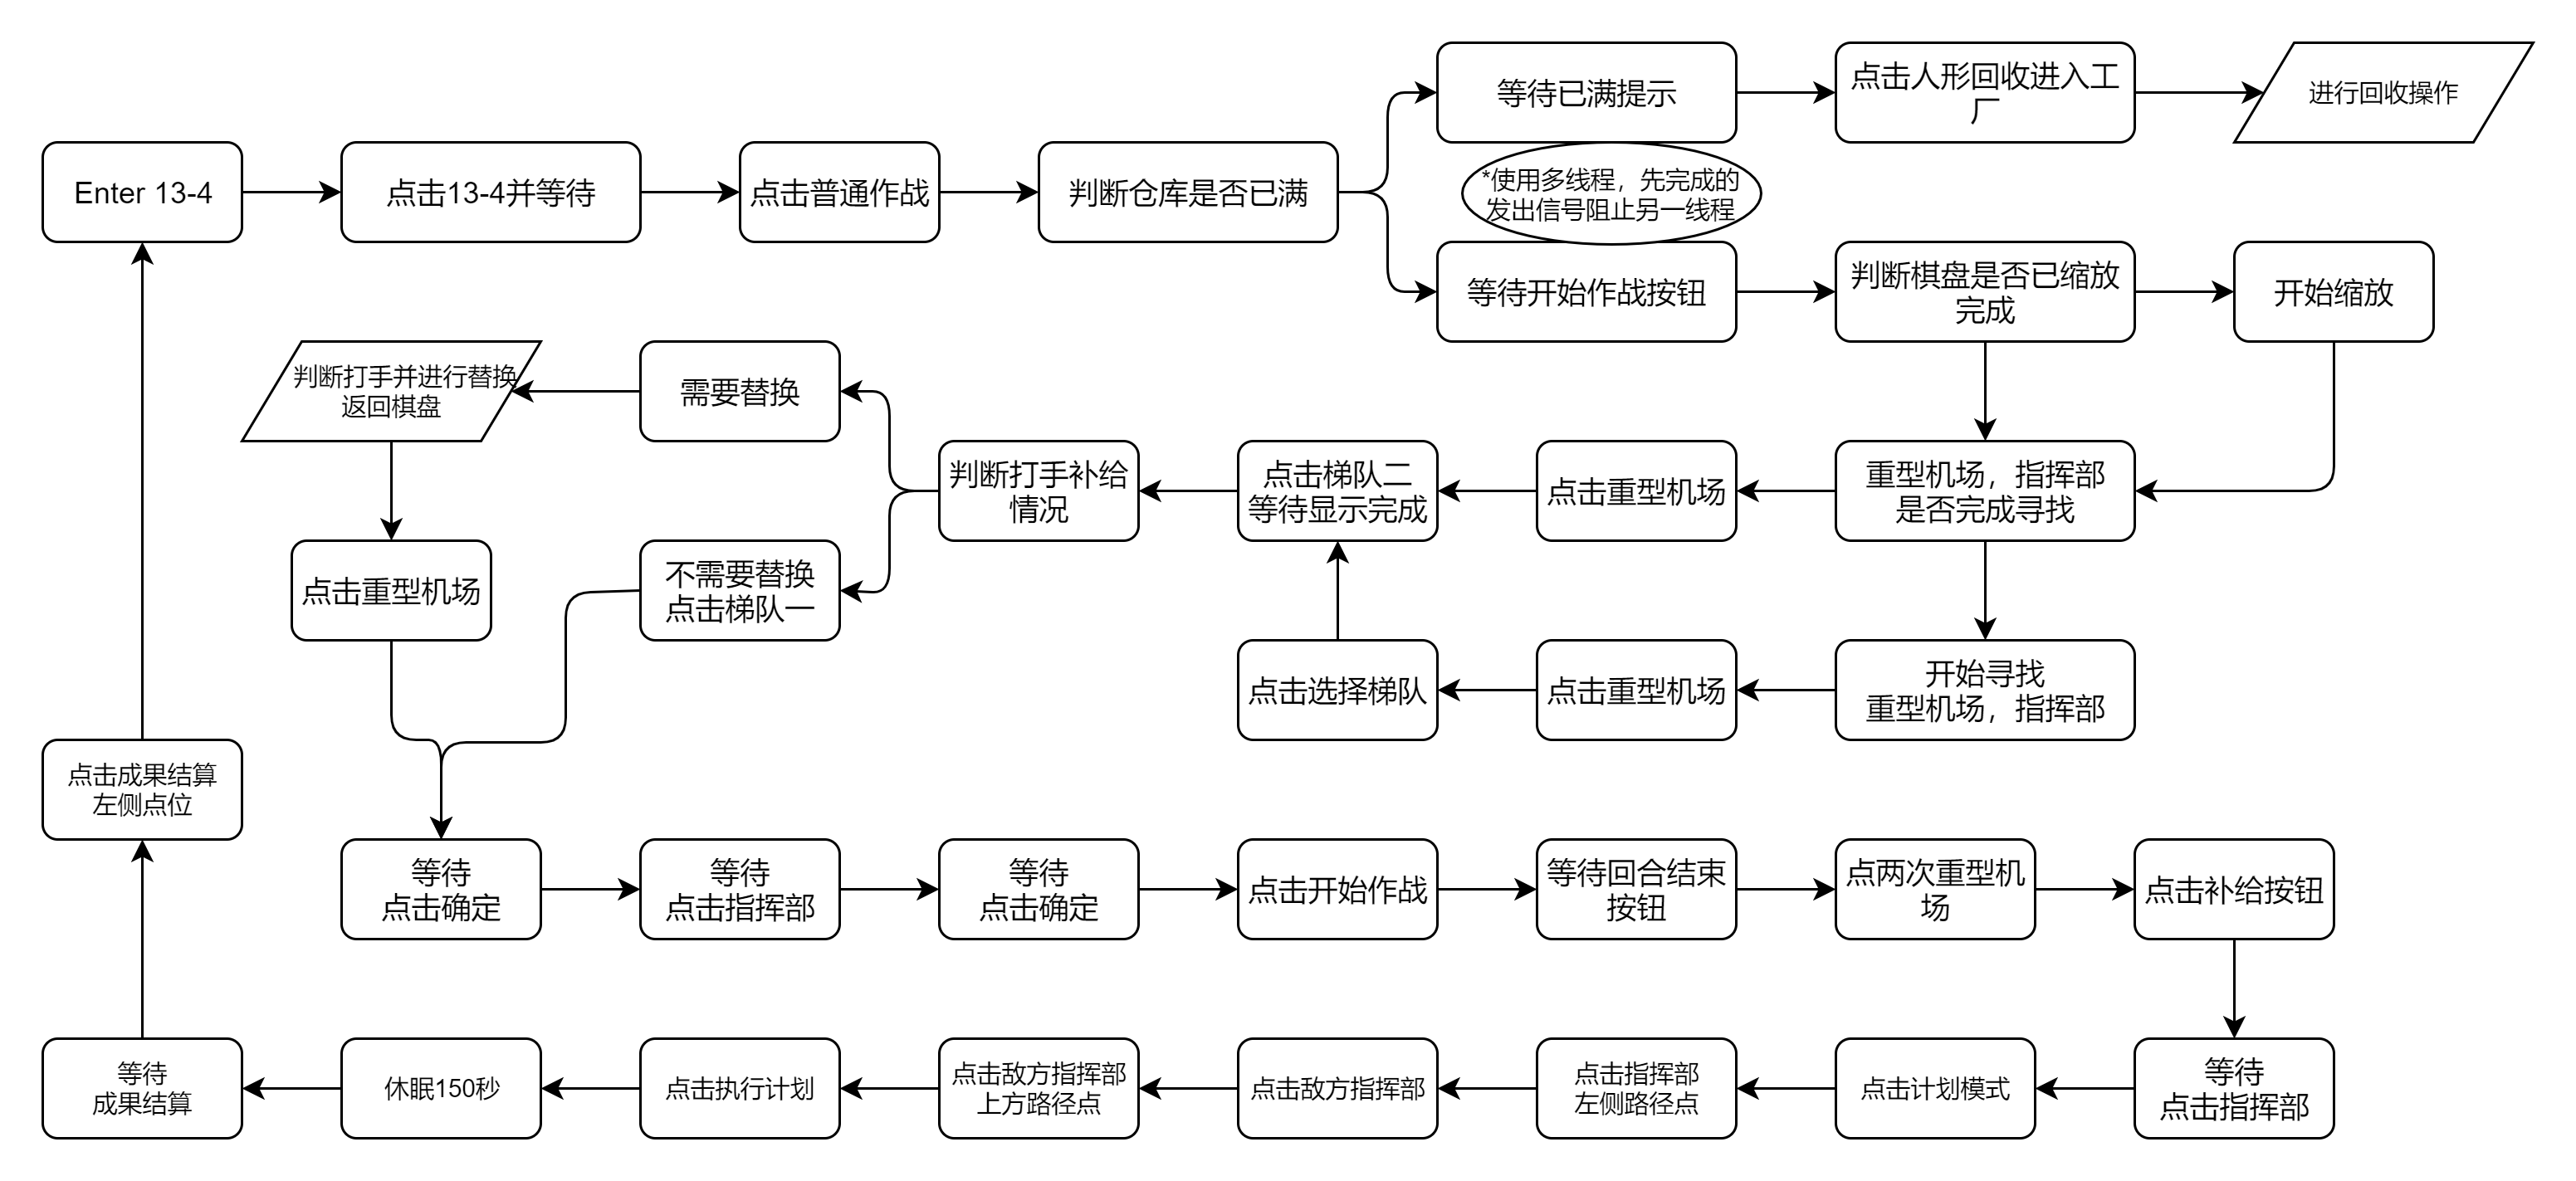 等待已满提示
点击人形回收进入工
厂
进行回收操作
Enter 13-4
点击13-4并等待
点击普通作战
判断仓库是否已满
*使用多线程，先完成的
发出信号阻止另一线程
等待开始作战按钮
判断棋盘是否已缩放
完成
开始缩放
判断打手并进行替换
返回棋盘
需要替换
判断打手补给
情况
点击梯队二
等待显示完成
点击重型机场
重型机场，指挥部
是否完成寻找
点击重型机场
不需要替换
点击梯队一
点击选择梯队
点击重型机场
开始寻找
重型机场，指挥部
点击成果结算
左侧点位
等待
点击确定
等待
点击指挥部
等待
点击确定
点击开始作战
等待回合结束
按钮
点两次重型机
场
点击补给按钮
等待
成果结算
休眠150秒
点击执行计划
点击敌方指挥部
上方路径点
点击敌方指挥部
点击指挥部
左侧路径点
点击计划模式
等待
点击指挥部